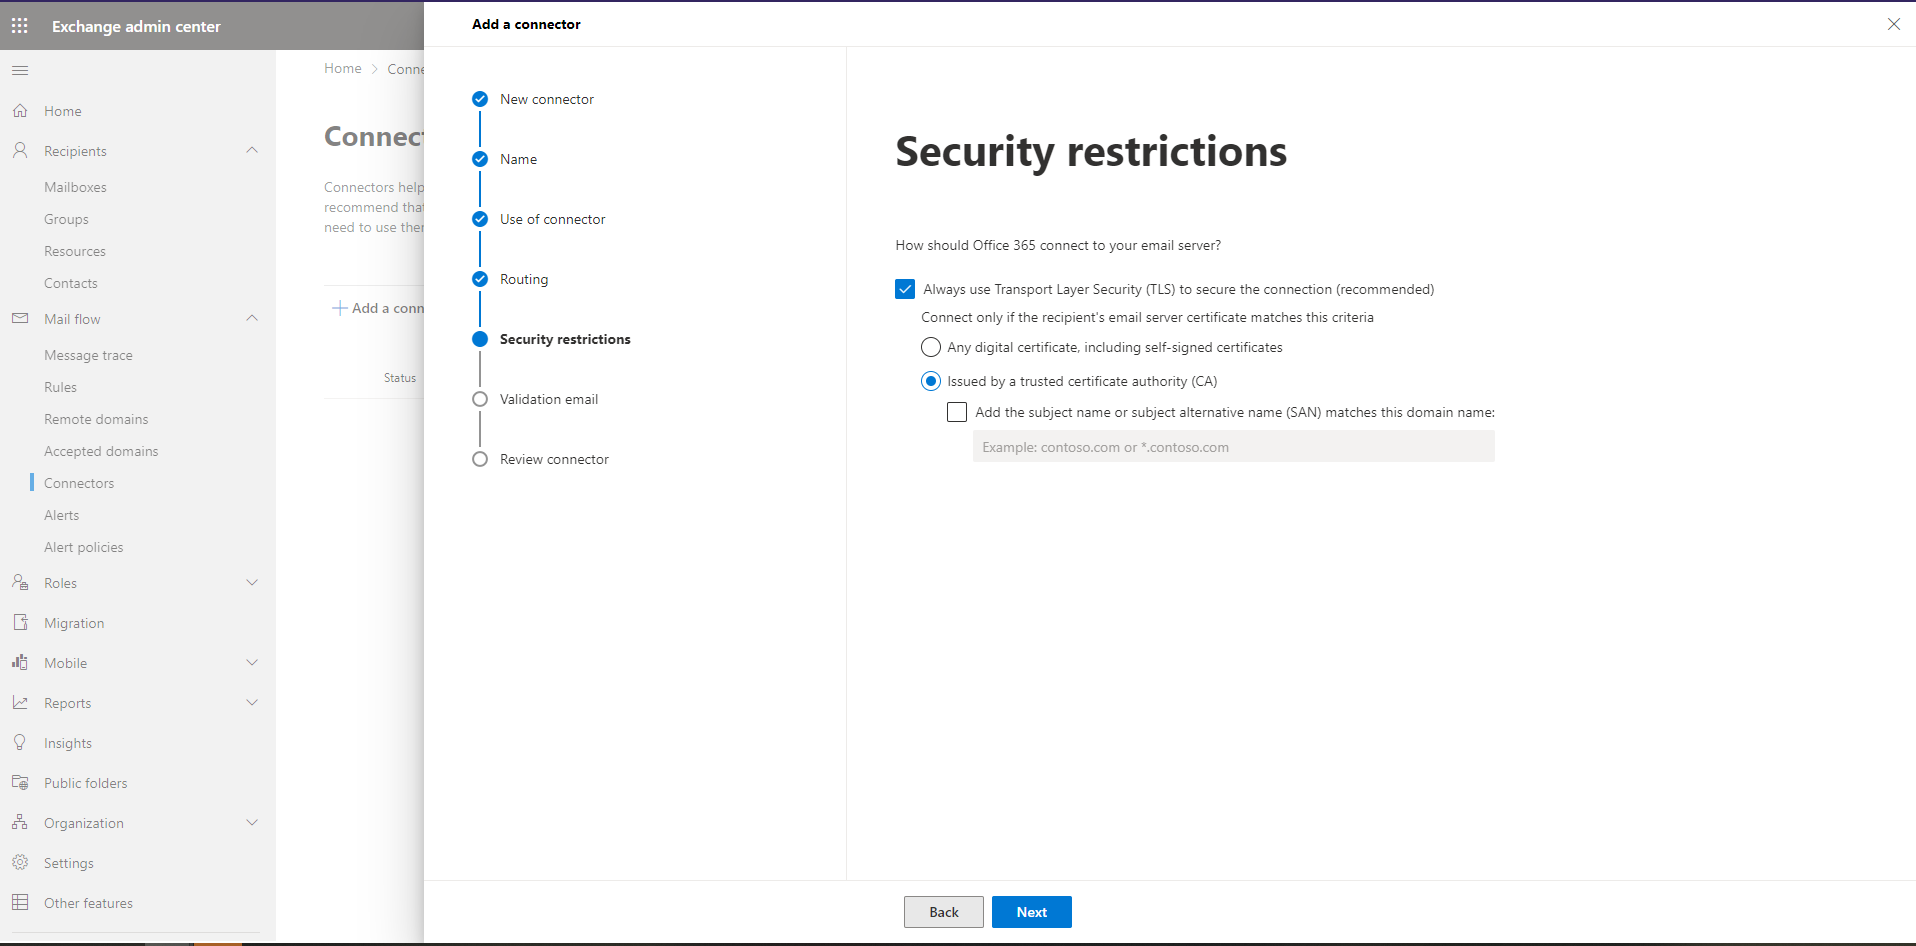 Exchange admin center
Add a connector
Home
Recipients
Mailboxes
Groups
Resources
Contacts
Mail flow
Message trace
Rules
Remote domains
Accepted domains
Connectors
Alerts
Alert policies
Roles
Migration
Mobile
Reports
Insights
Public folders
Organization
Settings
Other features
Home > Conne
Connect
Connectors help
recommend that
need to use ther
Add a conn
Status
New connector
Name
Use of connector
Routing
Security restrictions
Validation email
Review connector
Security restrictions
How should Office 365 connect to your email server?
Always use Transport Layer Security (TLS) to secure the connection (recommended)
Connect only if the recipient's email server certificate matches this criteria
Any digital certificate, including self-signed certificates
Issued by a trusted certificate authority (CA)
Add the subject name or subject alternative name (SAN) matches this domain name:
Example: contoso.com or *.contoso.com
Back
Next